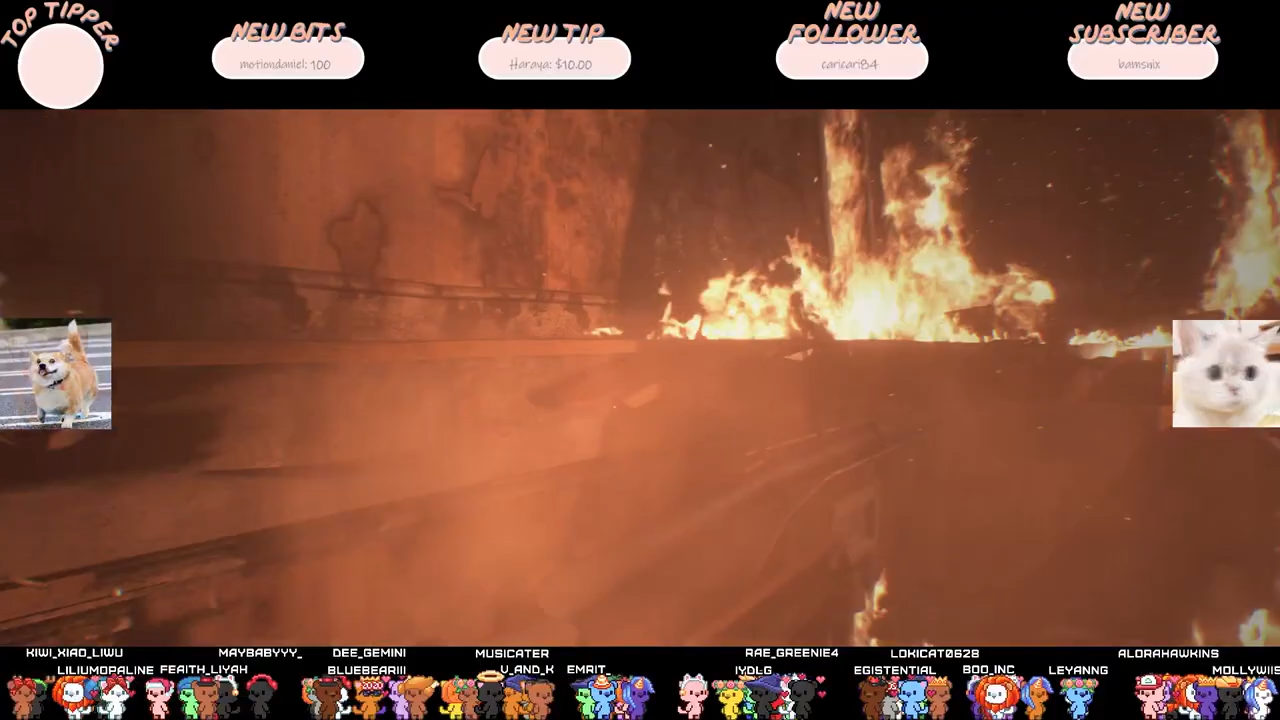 TOP TIPPER
NEW BITS
motiondaniel: 100
NEW TIP
Haraya: $10.00
NEW
FOLLOWER
caricari84
NEW
SUBSCRIBER
bamsnix
KIWI_XIAO_LIWU
MAYBABYYY_
DEE_GEMINI
MUSICATER
RAE_GREENIE4
LOKICAT0628
ALORAHAWKINS
LILIUMOPALINE
FEAITH_LIYAH
BLUEBEARIII
V_AND_K
EMRIT_
IYDLG
EGISTENTIAL
BOO_INC
LEYANNG
MOLLYWIIS
2020